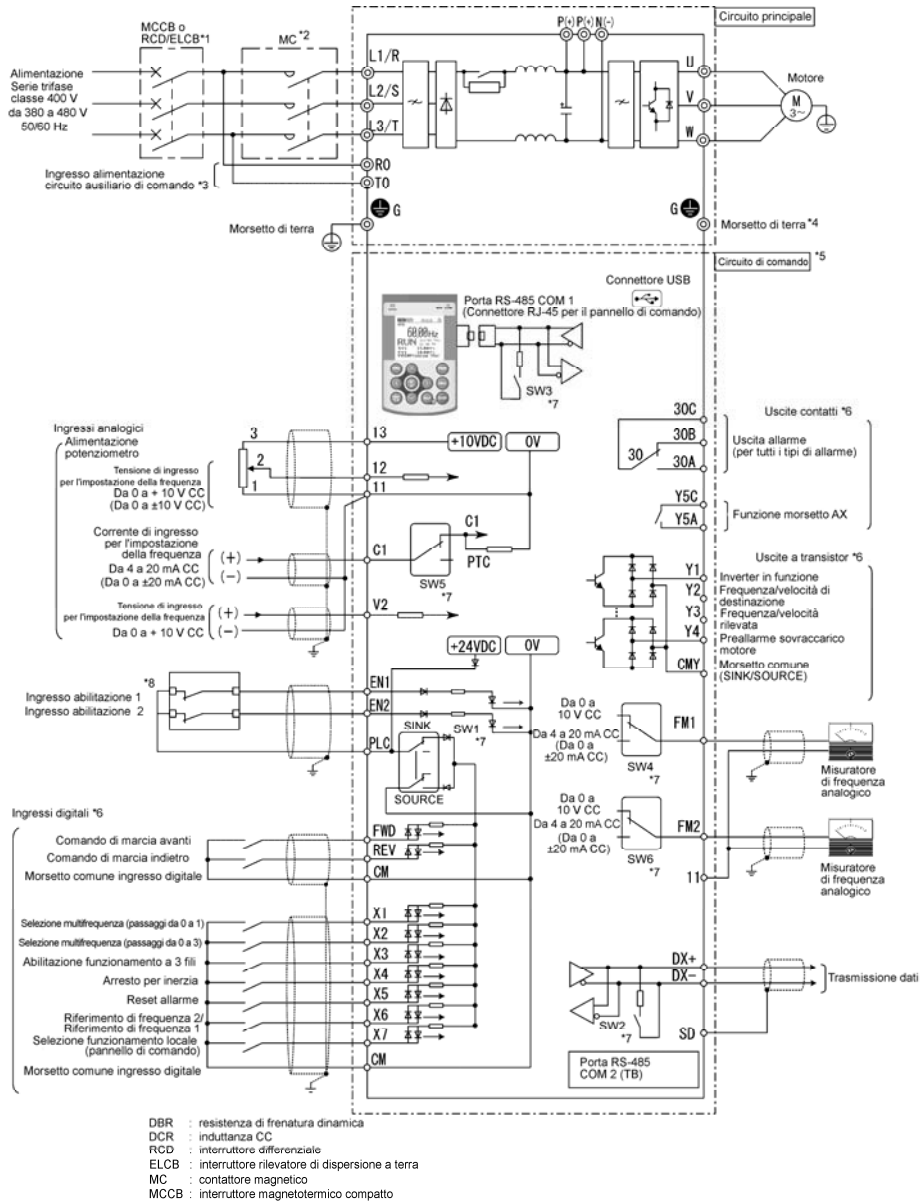 P(+) P(+) N(-)
Circuito principale
MCCB o
RCD/ELCB*1
MC *2
L1/R
L2/S
L3/T
R0
T0
Alimentazione
Serie trifase
classe 400 V
da 380 a 480 V
50/60 Hz
Ingresso alimentazione
circuito ausiliario di comando *3
U
V
W
Motore
M
3~
G
G
Morsetto di terra
Morsetto di terra *4
Circuito di comando *5
Connettore USB
Porta RS-485 COM 1
(Connettore RJ-45 per il pannello di comando)
60.00Hz
RUN
SW3
*7
Ingressi analogici
Alimentazione
potenziometro
Tensione di ingresso
per l'impostazione della frequenza
Da 0 a + 10 V CC
(Da 0 a ±10 V CC)
3
2
1
13
12
11
+10VDC
0V
Corrente di ingresso
per l'impostazione
della frequenza
Da 4 a 20 mA CC
(Da 0 a ±20 mA CC)
(+)
(-)
C1
C1
PTC
SW5
*7
Tensione di ingresso
per l'impostazione della frequenza
Da 0 a + 10 V CC
(+)
(-)
V2
30C
30B
30A
30
Uscite contatti *6
Uscita allarme
(per tutti i tipi di allarme)
Y5C
Y5A
Funzione morsetto AX
Uscite a transistor *6
Y1
Y2
Y3
Y4
CMY
Inverter in funzione
Frequenza/velocità di
destinazione
Frequenza/velocità
rilevata
Preallarme sovraccarico
motore
Morsetto comune
(SINK/SOURCE)
+24VDC
0V
*8
Ingresso abilitazione 1
Ingresso abilitazione 2
EN1
EN2
PLC
SINK
SW1
*7
SOURCE
Da 0 a
10 V CC
Da 4 a 20 mA CC
(Da 0 a
±20 mA CC)
SW4
*7
FM1
Misuratore
di frequenza
analogico
Da 0 a
10 V CC
Da 4 a 20 mA CC
(Da 0 a
±20 mA CC)
SW6
*7
FM2
11
Misuratore
di frequenza
analogico
Ingressi digitali *6
Comando di marcia avanti
Comando di marcia indietro
Morsetto comune ingresso digitale
FWD
REV
CM
Selezione multifrequenza (passaggi da 0 a 1)
Selezione multifrequenza (passaggi da 0 a 3)
Abilitazione funzionamento a 3 fili
Arresto per inerzia
Reset allarme
Riferimento di frequenza 2/
Riferimento di frequenza 1
Selezione funzionamento locale
(pannello di comando)
Morsetto comune ingresso digitale
X1
X2
X3
X4
X5
X6
X7
CM
DX+
DX-
SD
Trasmissione dati
SW2
*7
Porta RS-485
COM 2 (TB)
DBR : resistenza di frenatura dinamica
DCR : induttanza CC
RCD : interruttore differenziale
ELCB : interruttore rilevatore di dispersione a terra
MC : contattore magnetico
MCCB : interruttore magnetotermico compatto